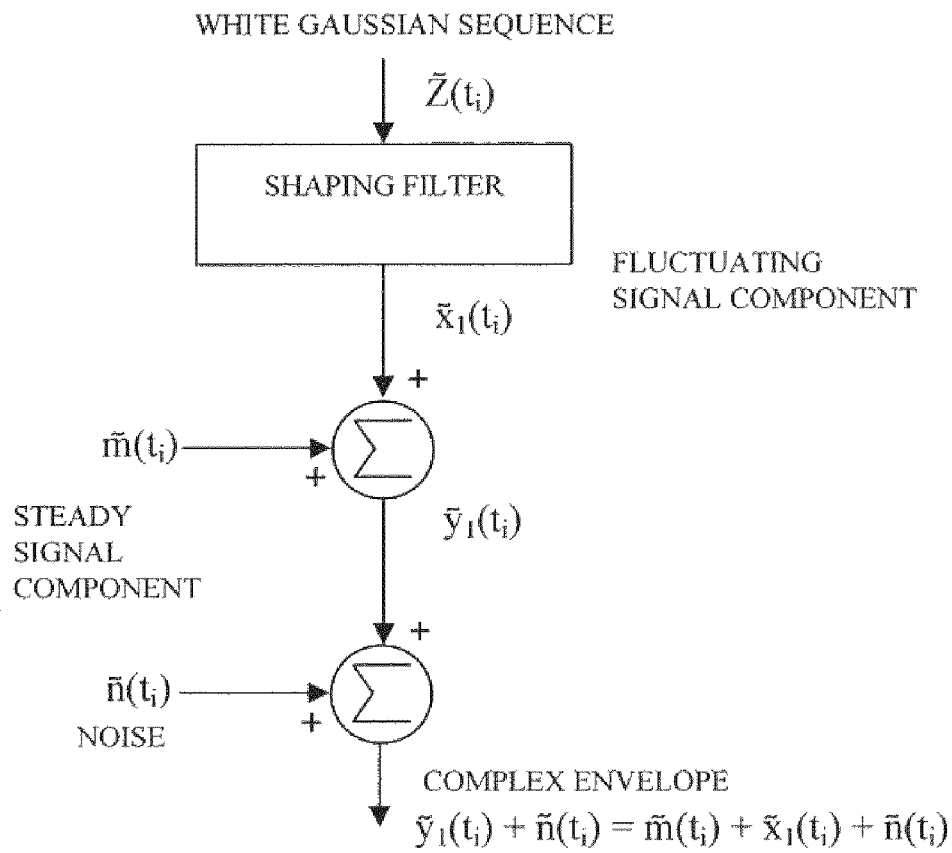 WHITE GAUSSIAN SEQUENCE
Z̃(tᵢ)
SHAPING FILTER
FLUCTUATING
SIGNAL COMPONENT
x̃₁(tᵢ)
+
m̃(tᵢ)
+
∑
STEADY
SIGNAL
COMPONENT
ỹ₁(tᵢ)
+
ñ(tᵢ)
+
∑
NOISE
COMPLEX ENVELOPE
ỹ₁(tᵢ) + ñ(tᵢ) = m̃(tᵢ) + x̃₁(tᵢ) + ñ(tᵢ)